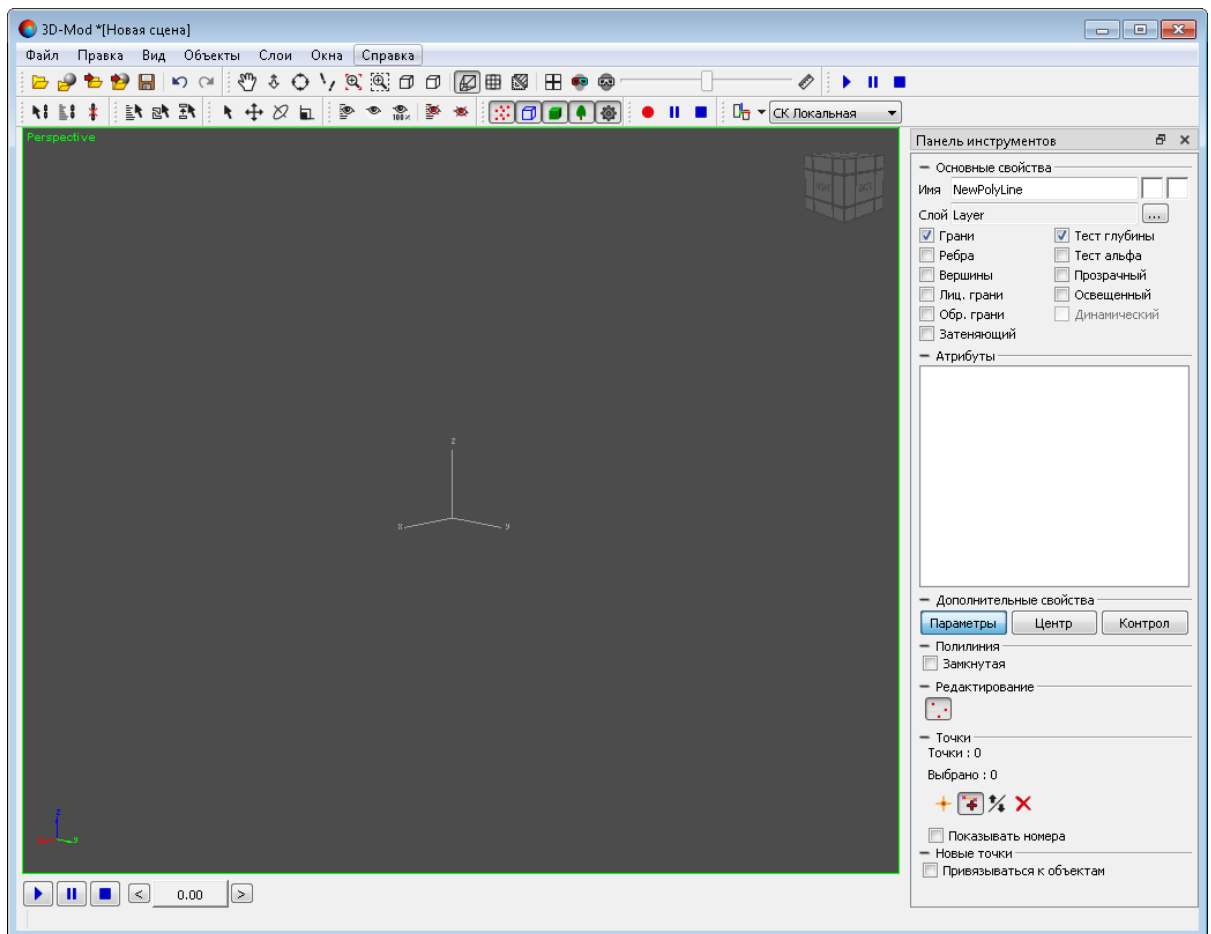 3D-Mod *[Новая сцена]
Файл Правка Вид Объекты Слои Окна Справка
100%
СК Локальная
Perspective
Панель инструментов
Основные свойства
Имя NewPolyLine
Слой Layer ...
Грани Тест глубины
Ребра Тест альфа
Вершины Прозрачный
Лиц. грани Освещенный
Обр. грани Динамический
Затеняющий
Атрибуты
z
x y
Дополнительные свойства
Параметры Центр Контрол
Полилиния
Замкнутая
Редактирование
Точки
Точки : 0
Выбрано : 0
Показывать номера
Новые точки
Привязываться к объектам
z
x y
< 0.00 >